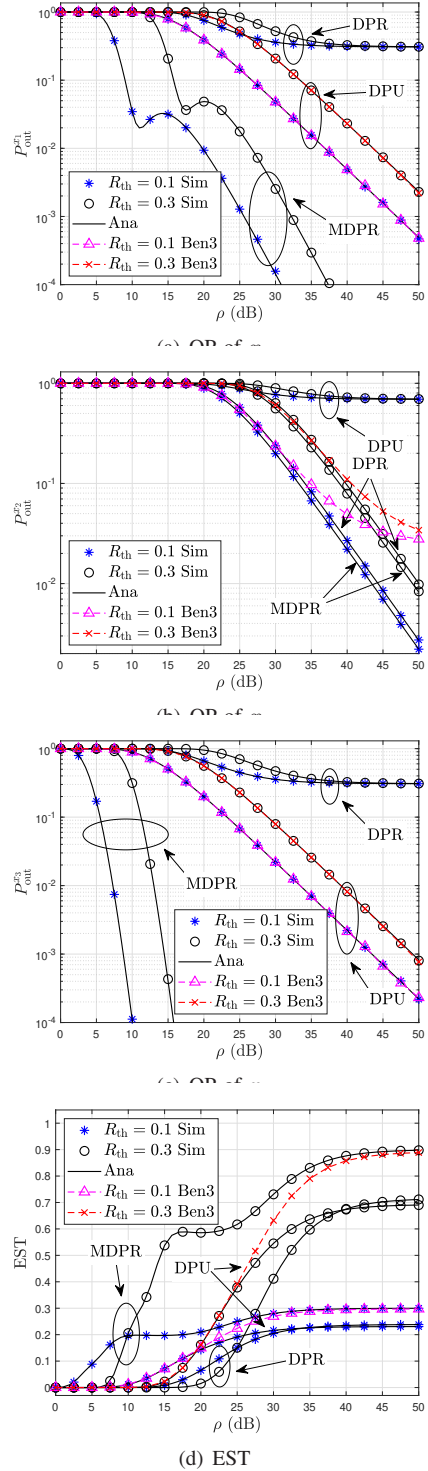 10^0
10^-1
10^-2
10^-3
10^-4
P_out^{x_1}
DPR
DPU
MDPR
R_th = 0.1 Sim
R_th = 0.3 Sim
Ana
R_th = 0.1 Ben3
R_th = 0.3 Ben3
0 5 10 15 20 25 30 35 40 45 50
ρ (dB)
10^0
10^-1
10^-2
P_out^{x_2}
DPU
DPR
MDPR
R_th = 0.1 Sim
R_th = 0.3 Sim
Ana
R_th = 0.1 Ben3
R_th = 0.3 Ben3
0 5 10 15 20 25 30 35 40 45 50
ρ (dB)
10^0
10^-1
10^-2
10^-3
10^-4
P_out^{x_3}
DPR
MDPR
DPU
R_th = 0.1 Sim
R_th = 0.3 Sim
Ana
R_th = 0.1 Ben3
R_th = 0.3 Ben3
0 5 10 15 20 25 30 35 40 45 50
ρ (dB)
1
0.9
0.8
0.7
0.6
0.5
0.4
0.3
0.2
0.1
0
EST
R_th = 0.1 Sim
R_th = 0.3 Sim
Ana
R_th = 0.1 Ben3
R_th = 0.3 Ben3
MDPR
DPU
DPR
0 5 10 15 20 25 30 35 40 45 50
ρ (dB)
(d) EST